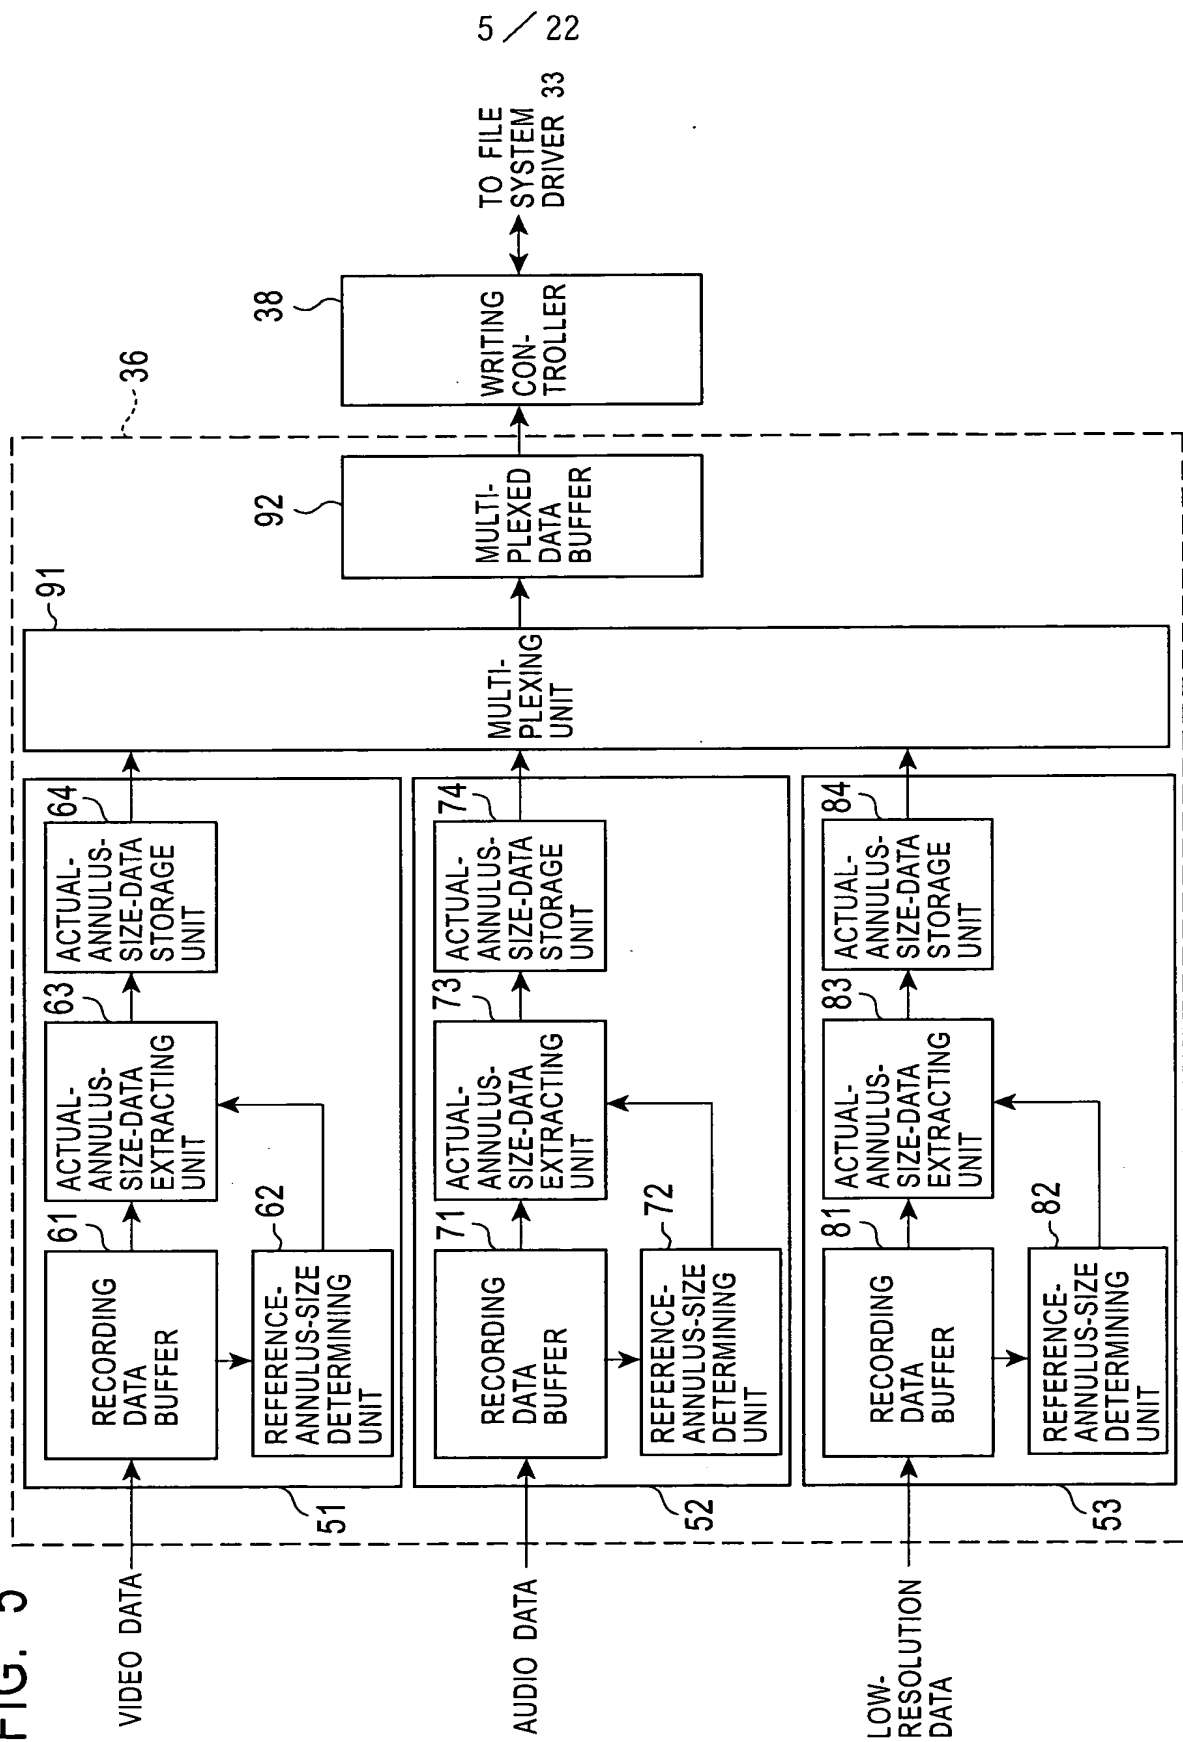 5 / 22
FIG. 5
36
VIDEO DATA
51
61
RECORDING
DATA
BUFFER
62
REFERENCE-
ANNULUS-SIZE
DETERMINING
UNIT
63
ACTUAL-
ANNULUS-
SIZE-DATA
EXTRACTING
UNIT
64
ACTUAL-
ANNULUS-
SIZE-DATA
STORAGE
UNIT
AUDIO DATA
52
71
RECORDING
DATA
BUFFER
72
REFERENCE-
ANNULUS-SIZE
DETERMINING
UNIT
73
ACTUAL-
ANNULUS-
SIZE-DATA
EXTRACTING
UNIT
74
ACTUAL-
ANNULUS-
SIZE-DATA
STORAGE
UNIT
LOW-
RESOLUTION
DATA
53
81
RECORDING
DATA
BUFFER
82
REFERENCE-
ANNULUS-SIZE
DETERMINING
UNIT
83
ACTUAL-
ANNULUS-
SIZE-DATA
EXTRACTING
UNIT
84
ACTUAL-
ANNULUS-
SIZE-DATA
STORAGE
UNIT
91
MULTI-
PLEXING
UNIT
92
MULTI-
PLEXED
DATA
BUFFER
38
WRITING
CON-
TROLLER
TO FILE
SYSTEM
DRIVER 33